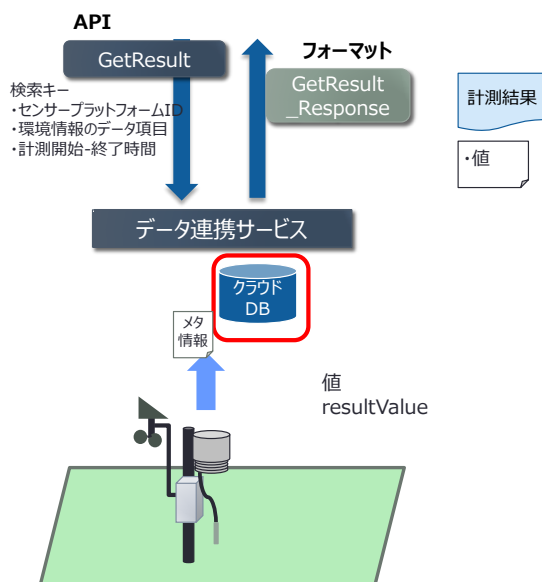 API
GetResult
フォーマット
GetResult
_Response
検索キー
・センサープラットフォームID
・環境情報のデータ項目
・計測開始-終了時間
計測結果
・値
データ連携サービス
クラウド
DB
メタ
情報
値
resultValue